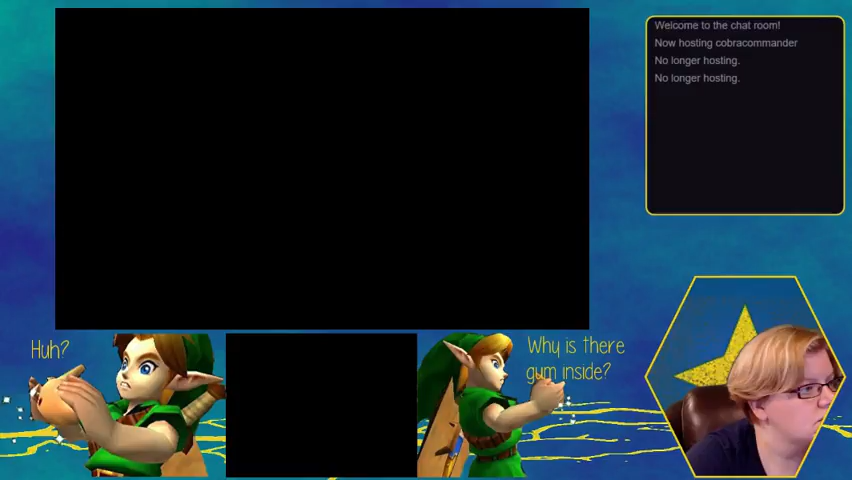 Welcome to the chat room!
Now hosting cobracommander
No longer hosting.
No longer hosting.
Huh?
Why is there
gum inside?